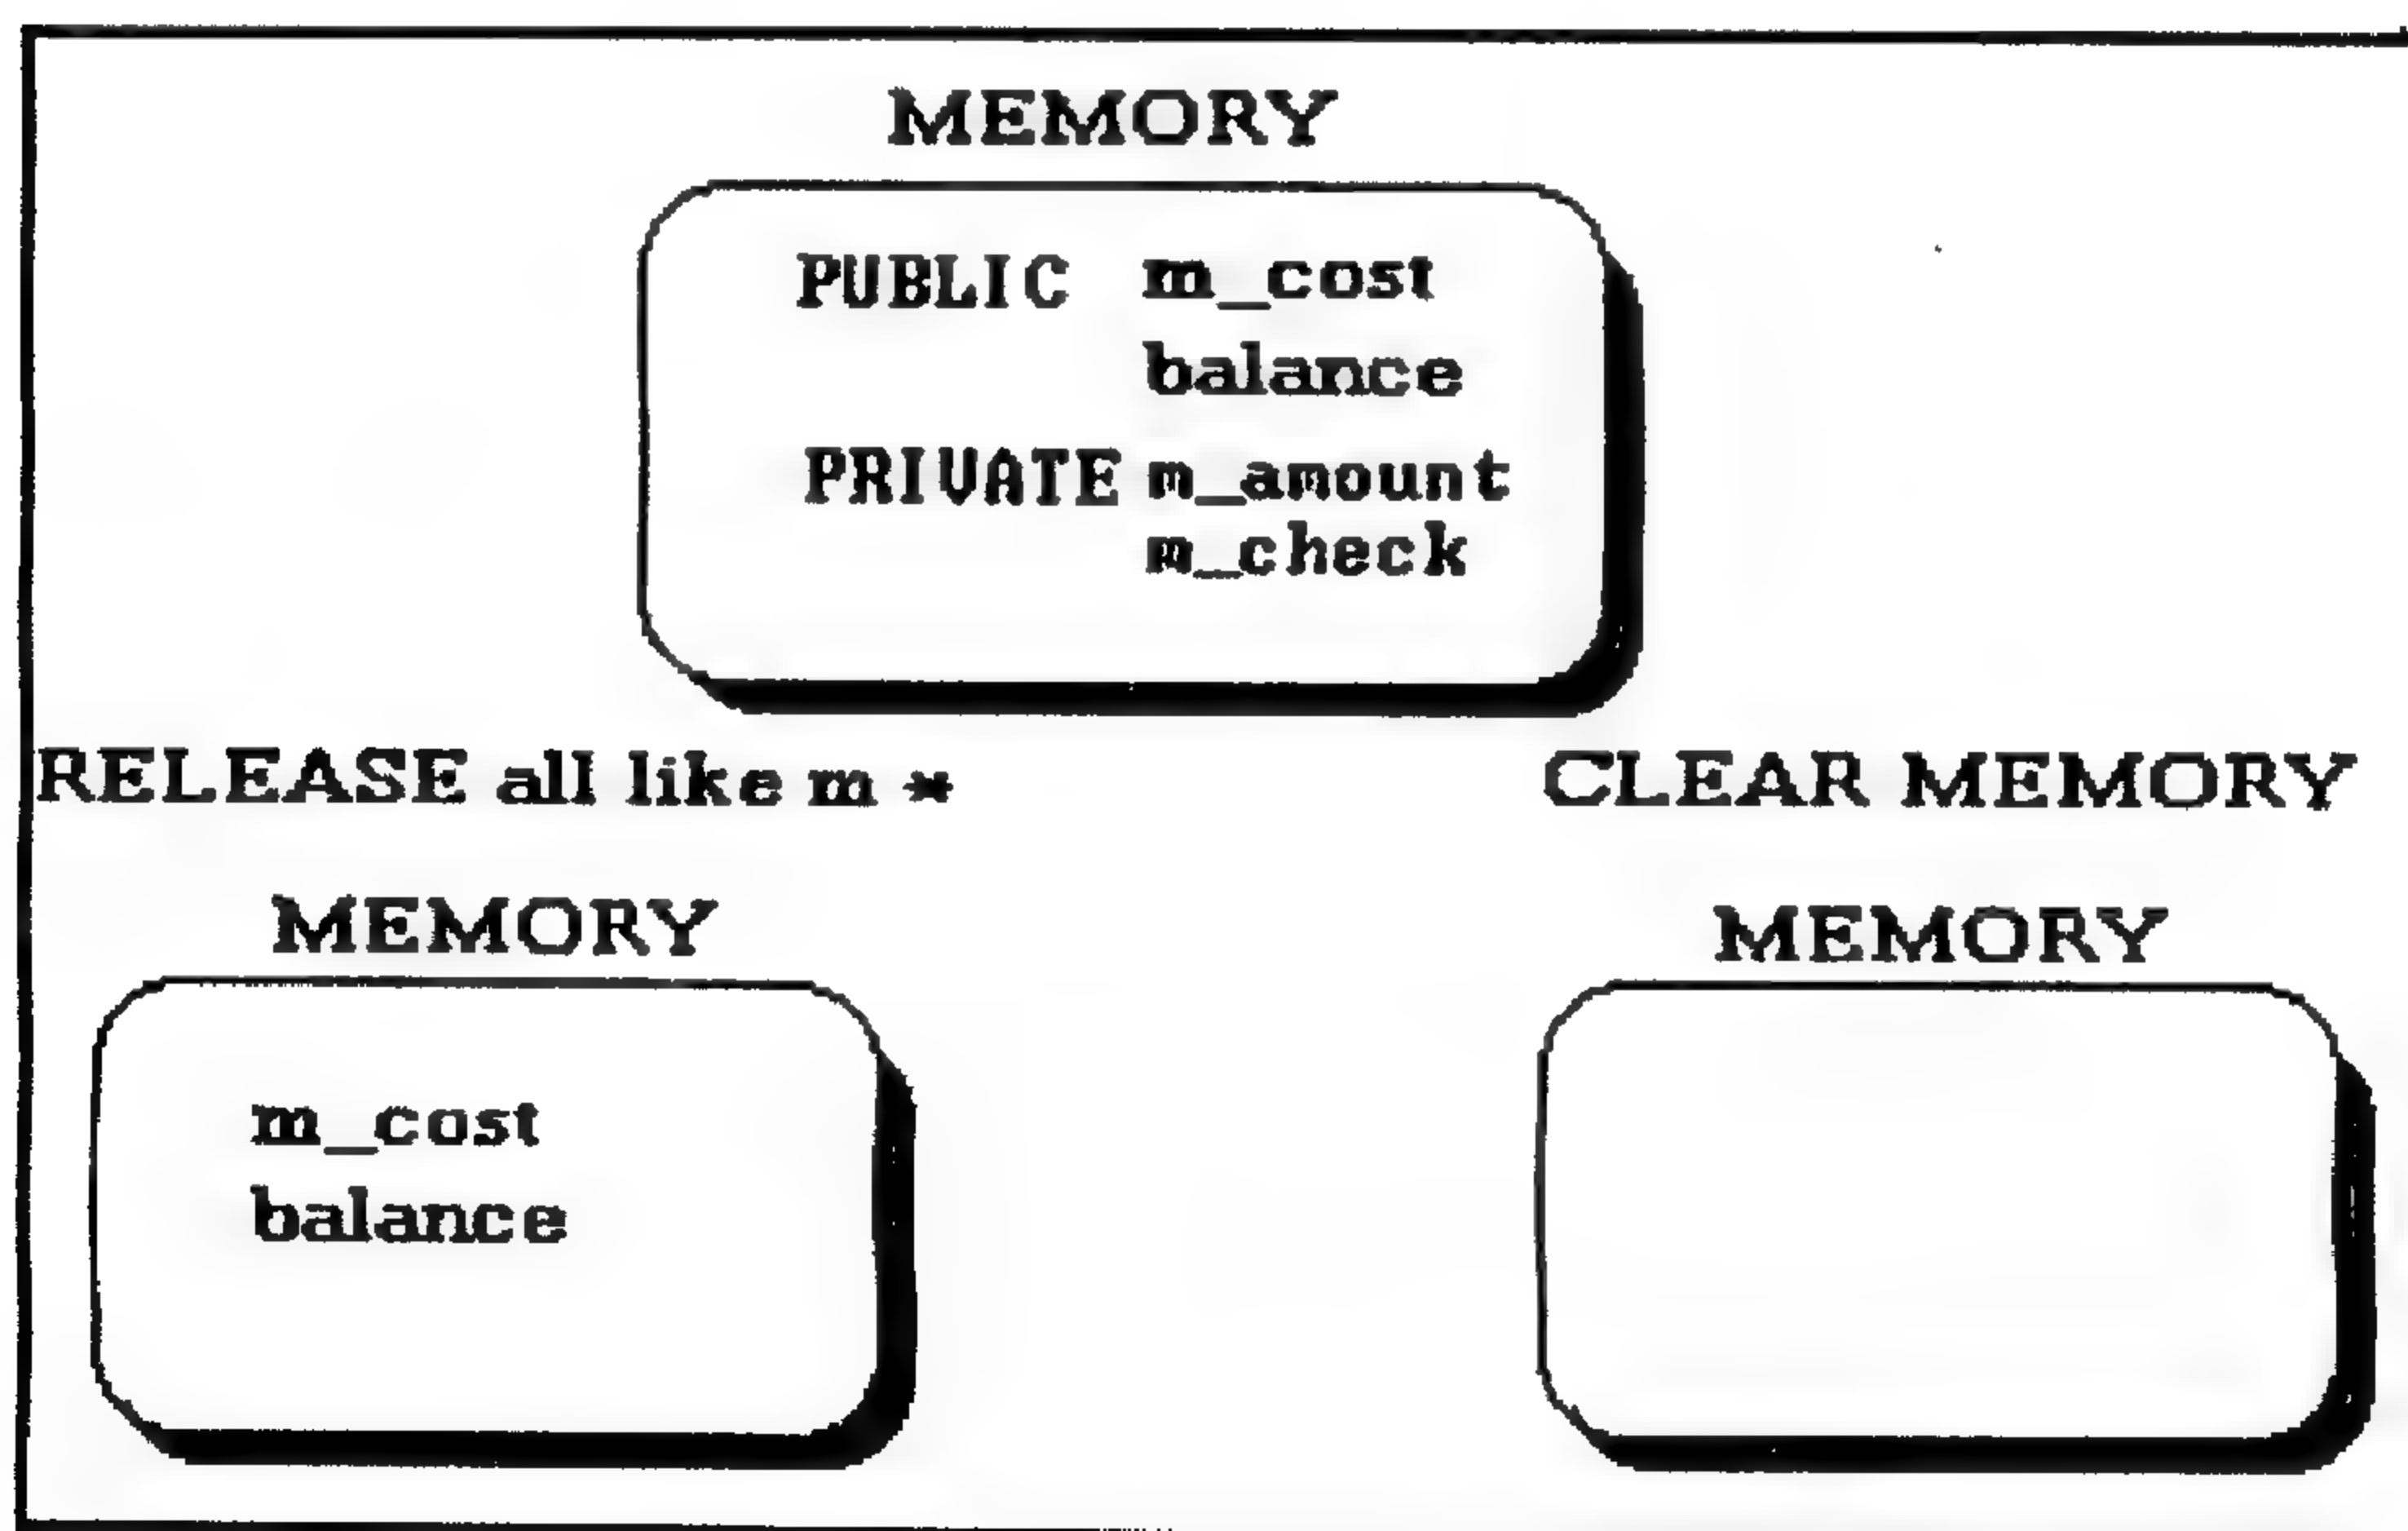 MEMORY
PUBLIC m_cost
balance
PRIVATE m_amount
m_check
RELEASE all like m *
CLEAR MEMORY
MEMORY
m_cost
balance
MEMORY